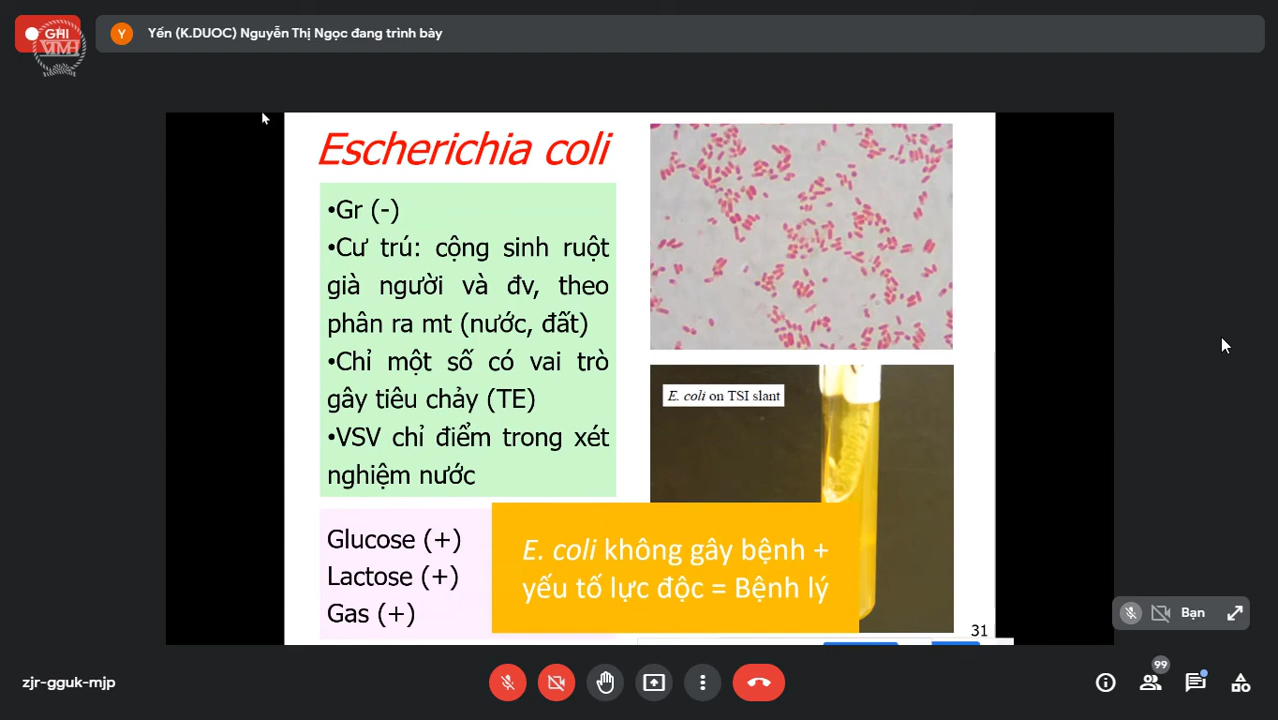 GHI
VTMH
Y
Yến (K.DUOC) Nguyễn Thị Ngọc đang trình bày
Escherichia coli
•Gr (-)
•Cư trú: cộng sinh ruột
già người và đv, theo
phân ra mt (nước, đất)
•Chỉ một số có vai trò
gây tiêu chảy (TE)
•VSV chỉ điểm trong xét
nghiệm nước
E. coli on TSI slant
Glucose (+)
Lactose (+)
Gas (+)
E. coli không gây bệnh +
yếu tố lực độc = Bệnh lý
31
Bạn
zjr-gguk-mjp
99